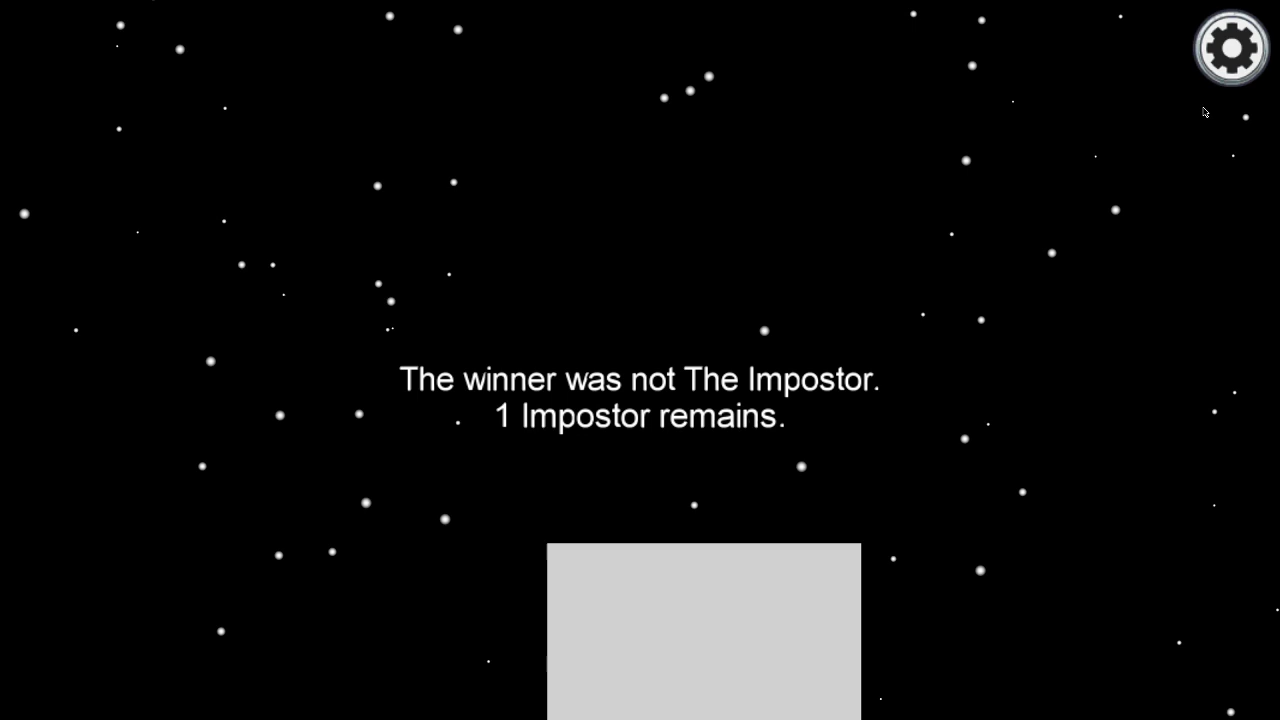 The winner was not The Impostor.
1 Impostor remains.